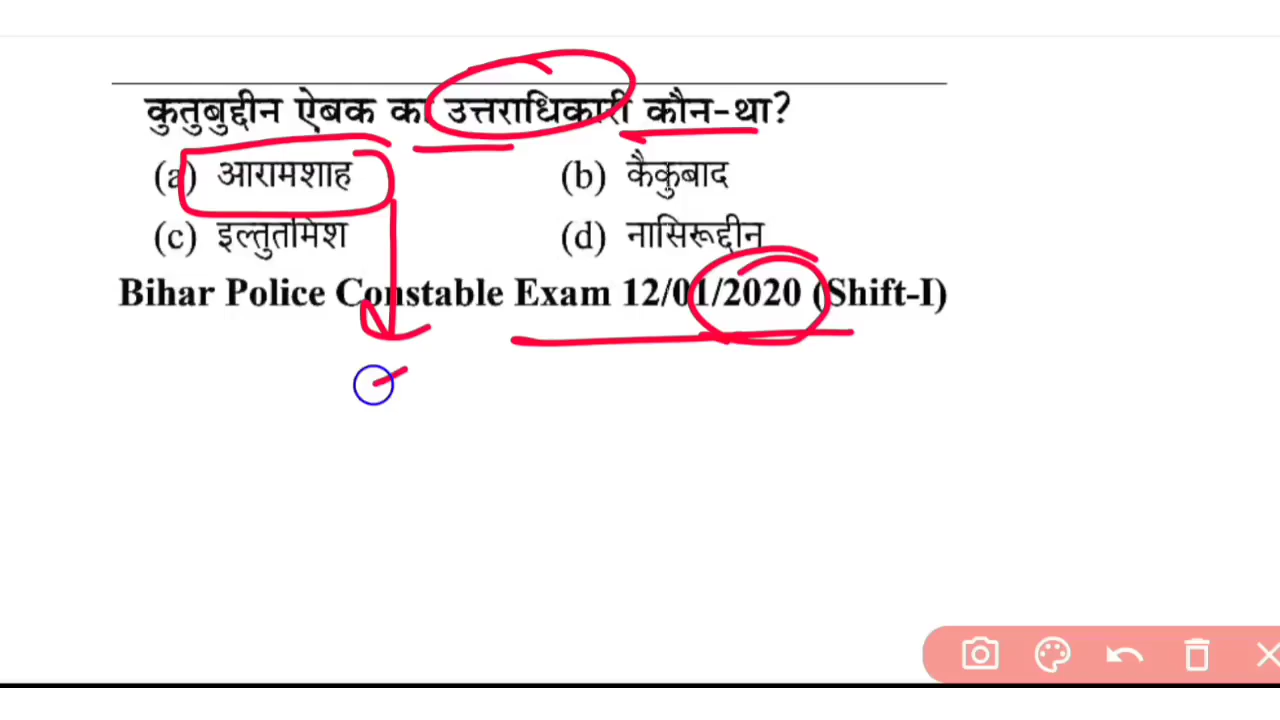 कुतुबुद्दीन ऐबक का उत्तराधिकारी कौन-था?
(a) आरामशाह (b) कैकुबाद
(c) इल्तुतमिश (d) नासिरूद्दीन
Bihar Police Constable Exam 12/01/2020 (Shift-I)